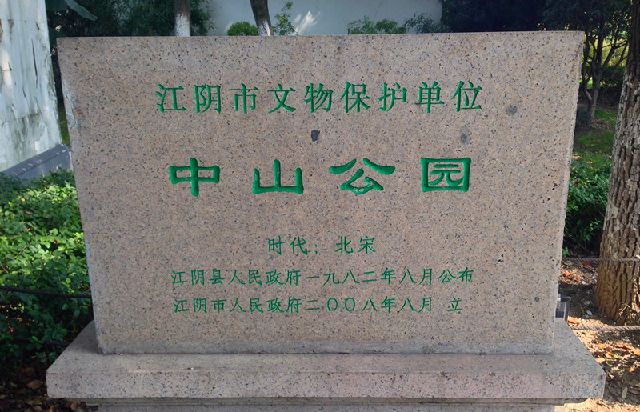 江阴市文物保护单位
中山公园
时代：北宋
江阴县人民政府一九八二年八月公布
江阴市人民政府二〇〇八年八月 立